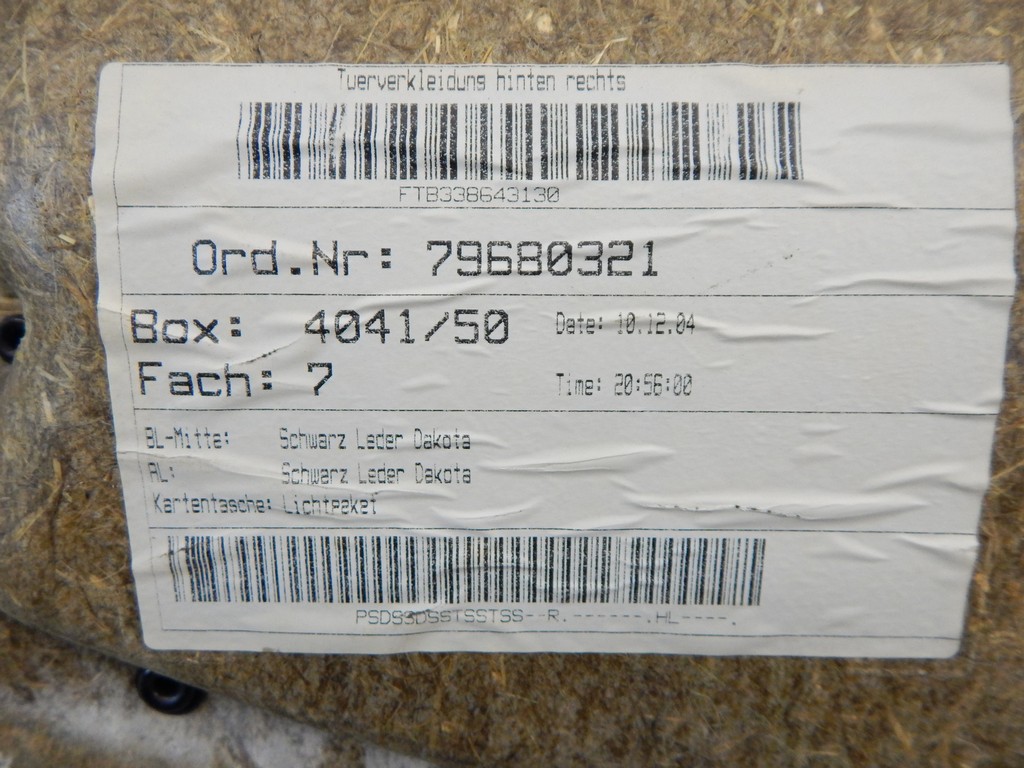 Tuerverkleidung hinten rechts
FTB338643130
Ord.Nr: 79680321
Box: 4041/50 Date: 10.12.04
Fach: 7 Time: 20:56:00
BL-Mitte: Schwarz Leder Dakota
AL: Schwarz Leder Dakota
Kartentasche: Lichtpaket
PSDS3DSSTSSTSS--R.------.HL----.